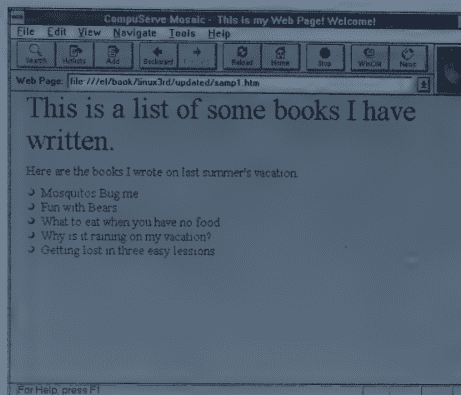 CompuServe Mosaic - This is my Web Page! Welcome!
File Edit View Navigate Tools Help
Search Hotlists Add Backward Reload Home Stop WinCIM News
Web Page: file:///e|/book/linux3rd/updated/samp1.htm
This is a list of some books I have
written.
Here are the books I wrote on last summer's vacation.
Mosquitos Bug me
Fun with Bears
What to eat when you have no food
Why is it raining on my vacation?
Getting lost in three easy lessions
For Help, press F1